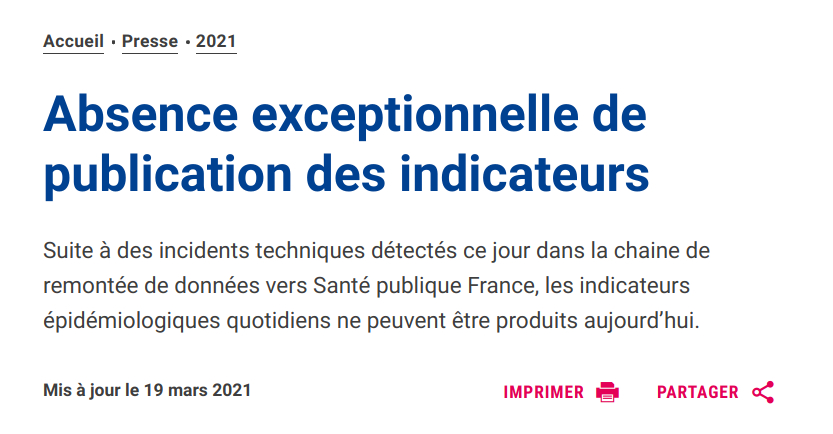 Accueil • Presse • 2021
Absence exceptionnelle de
publication des indicateurs
Suite à des incidents techniques détectés ce jour dans la chaine de
remontée de données vers Santé publique France, les indicateurs
épidémiologiques quotidiens ne peuvent être produits aujourd’hui.
Mis à jour le 19 mars 2021 IMPRIMER PARTAGER